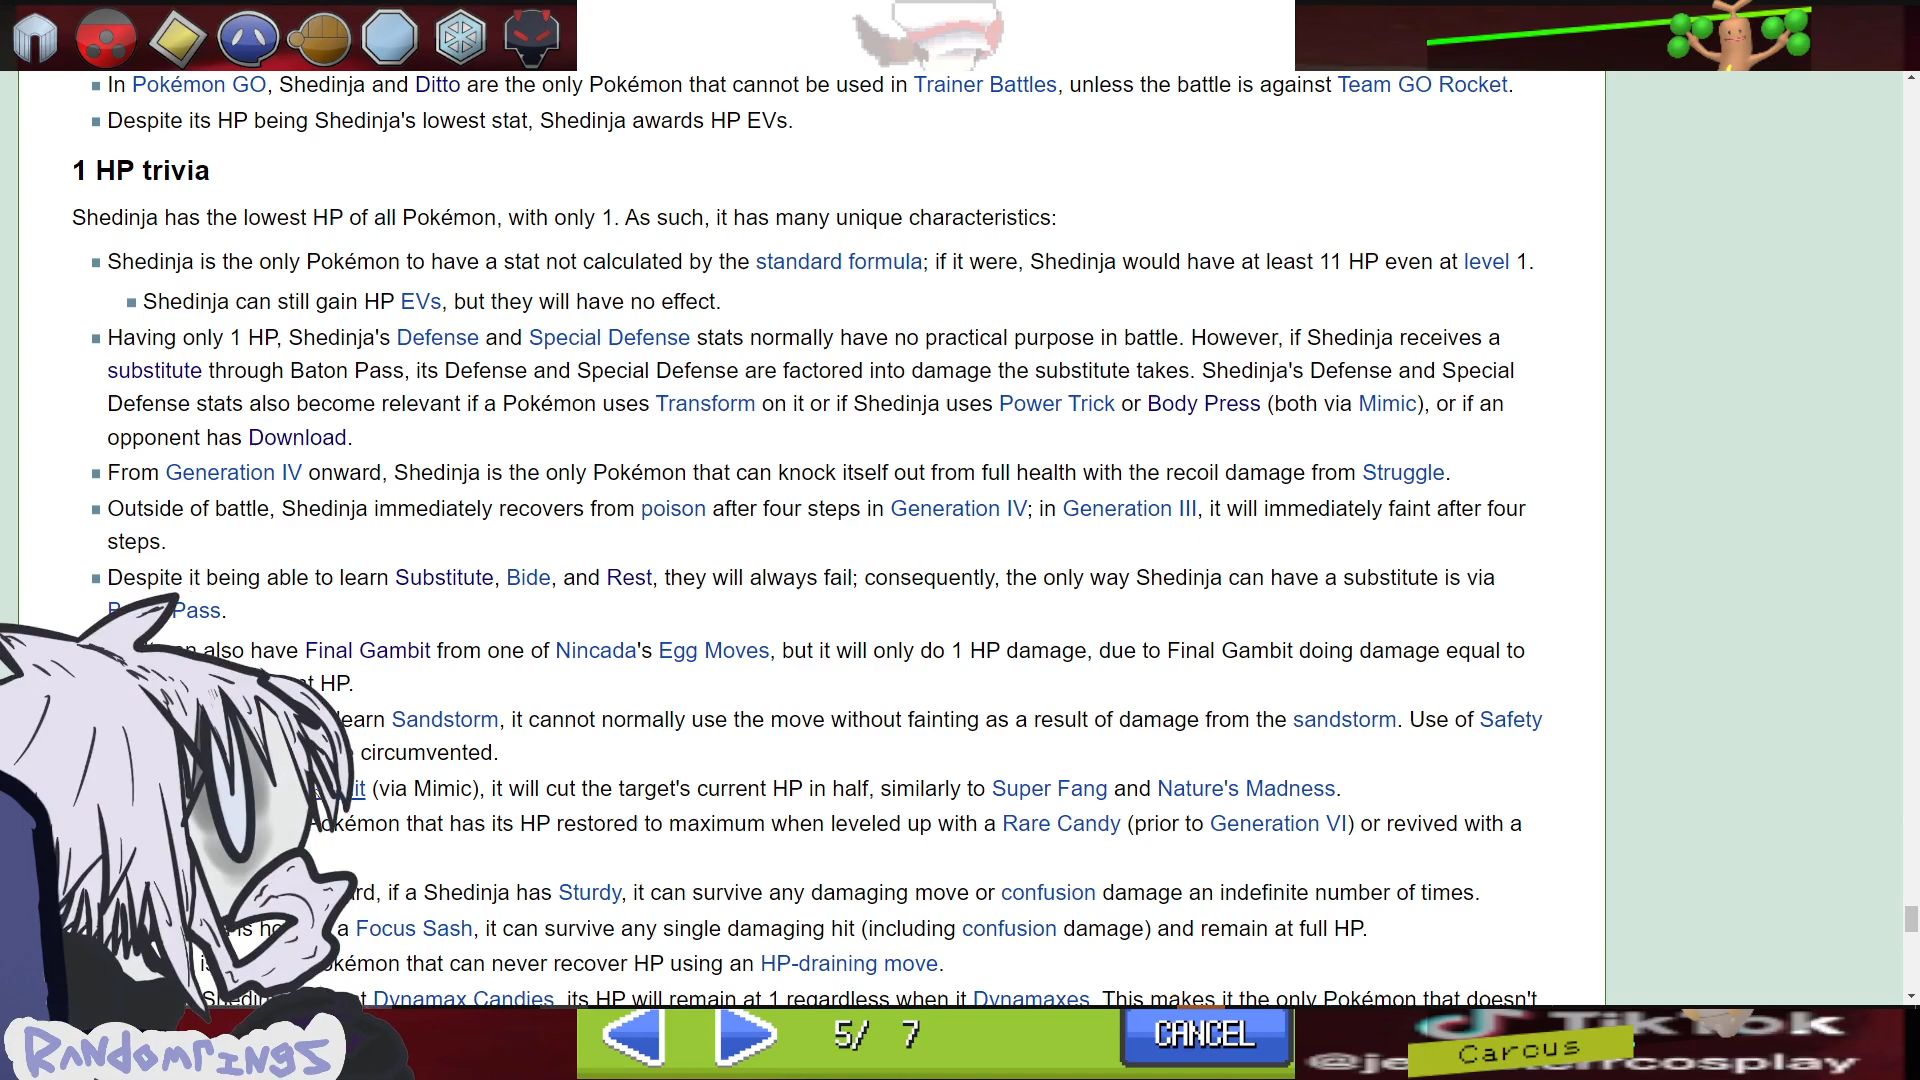 In Pokémon GO, Shedinja and Ditto are the only Pokémon that cannot be used in Trainer Battles, unless the battle is against Team GO Rocket.
Despite its HP being Shedinja's lowest stat, Shedinja awards HP EVs.
1 HP trivia
Shedinja has the lowest HP of all Pokémon, with only 1. As such, it has many unique characteristics:
Shedinja is the only Pokémon to have a stat not calculated by the standard formula; if it were, Shedinja would have at least 11 HP even at level 1.
Shedinja can still gain HP EVs, but they will have no effect.
Having only 1 HP, Shedinja's Defense and Special Defense stats normally have no practical purpose in battle. However, if Shedinja receives a
substitute through Baton Pass, its Defense and Special Defense are factored into damage the substitute takes. Shedinja's Defense and Special
Defense stats also become relevant if a Pokémon uses Transform on it or if Shedinja uses Power Trick or Body Press (both via Mimic), or if an
opponent has Download.
From Generation IV onward, Shedinja is the only Pokémon that can knock itself out from full health with the recoil damage from Struggle.
Outside of battle, Shedinja immediately recovers from poison after four steps in Generation IV; in Generation III, it will immediately faint after four
steps.
Despite it being able to learn Substitute, Bide, and Rest, they will always fail; consequently, the only way Shedinja can have a substitute is via
Pass.
also have Final Gambit from one of Nincada's Egg Moves, but it will only do 1 HP damage, due to Final Gambit doing damage equal to
HP.
learn Sandstorm, it cannot normally use the move without fainting as a result of damage from the sandstorm. Use of Safety
circumvented.
(via Mimic), it will cut the target's current HP in half, similarly to Super Fang and Nature's Madness.
Pokémon that has its HP restored to maximum when leveled up with a Rare Candy (prior to Generation VI) or revived with a
if a Shedinja has Sturdy, it can survive any damaging move or confusion damage an indefinite number of times.
a Focus Sash, it can survive any single damaging hit (including confusion damage) and remain at full HP.
Pokémon that can never recover HP using an HP-draining move.
Dynamax Candies, its HP will remain at 1 regardless when it Dynamaxes. This makes it the only Pokémon that doesn't
RANDOMRINGS
5/ 7
CANCEL
TikTok
Carcus